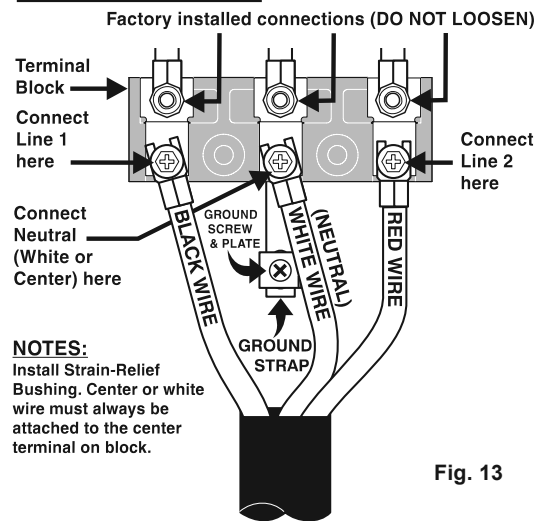 Factory installed connections (DO NOT LOOSEN)
Terminal
Block
Connect
Line 1
here
Connect
Line 2
here
Connect
Neutral
(White or
Center) here
GROUND
SCREW
& PLATE
BLACK WIRE
(NEUTRAL)
WHITE WIRE
RED WIRE
GROUND
STRAP
NOTES:
Install Strain-Relief
Bushing. Center or white
wire must always be
attached to the center
terminal on block.
Fig. 13